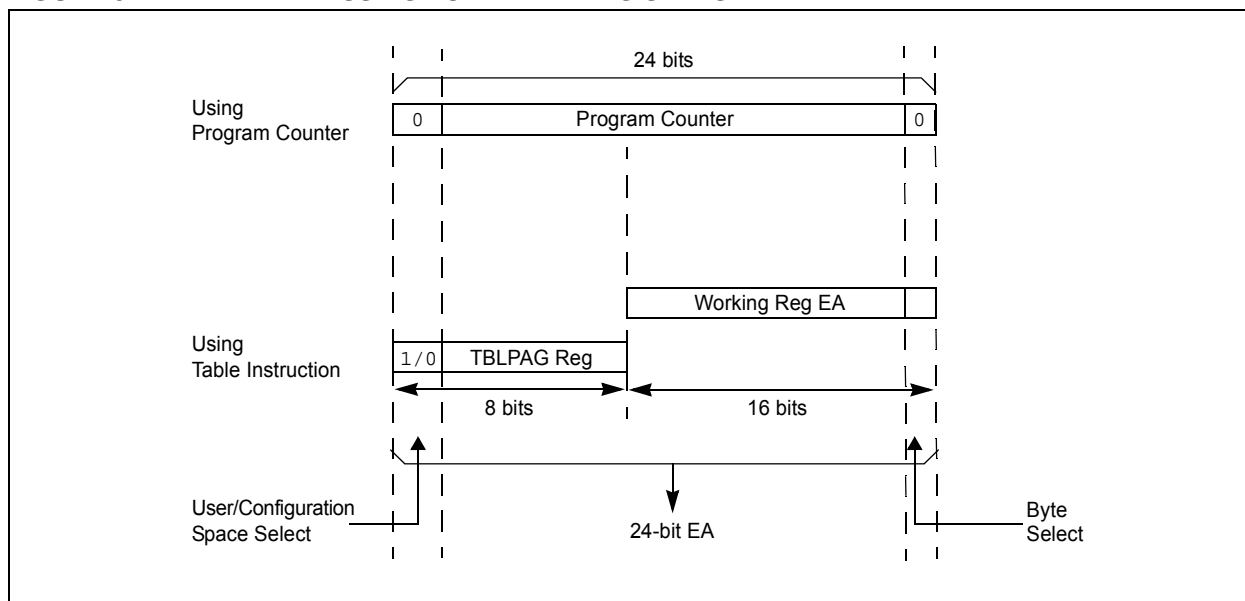 24 bits
Using
Program Counter
0
Program Counter
0
Working Reg EA
Using
Table Instruction
1/0
TBLPAG Reg
8 bits
16 bits
User/Configuration
Space Select
24-bit EA
Byte
Select